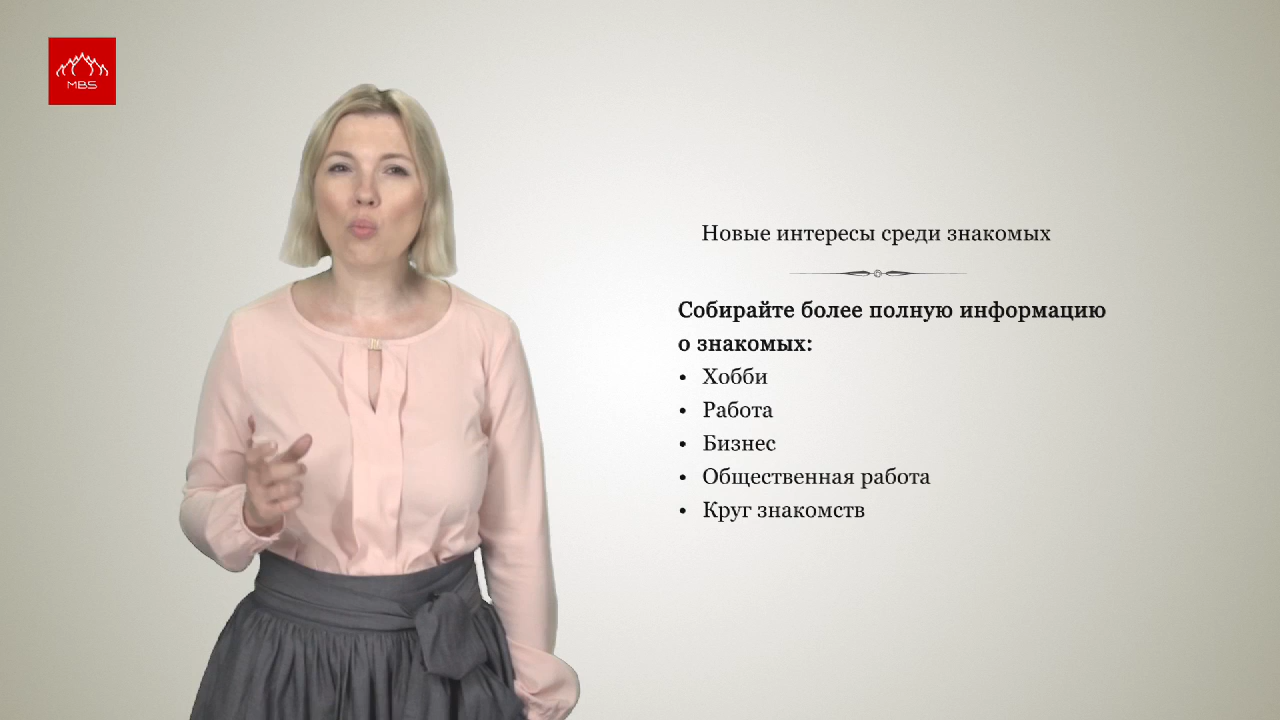 MBS
Новые интересы среди знакомых
Собирайте более полную информацию
о знакомых:
• Хобби
• Работа
• Бизнес
• Общественная работа
• Круг знакомств